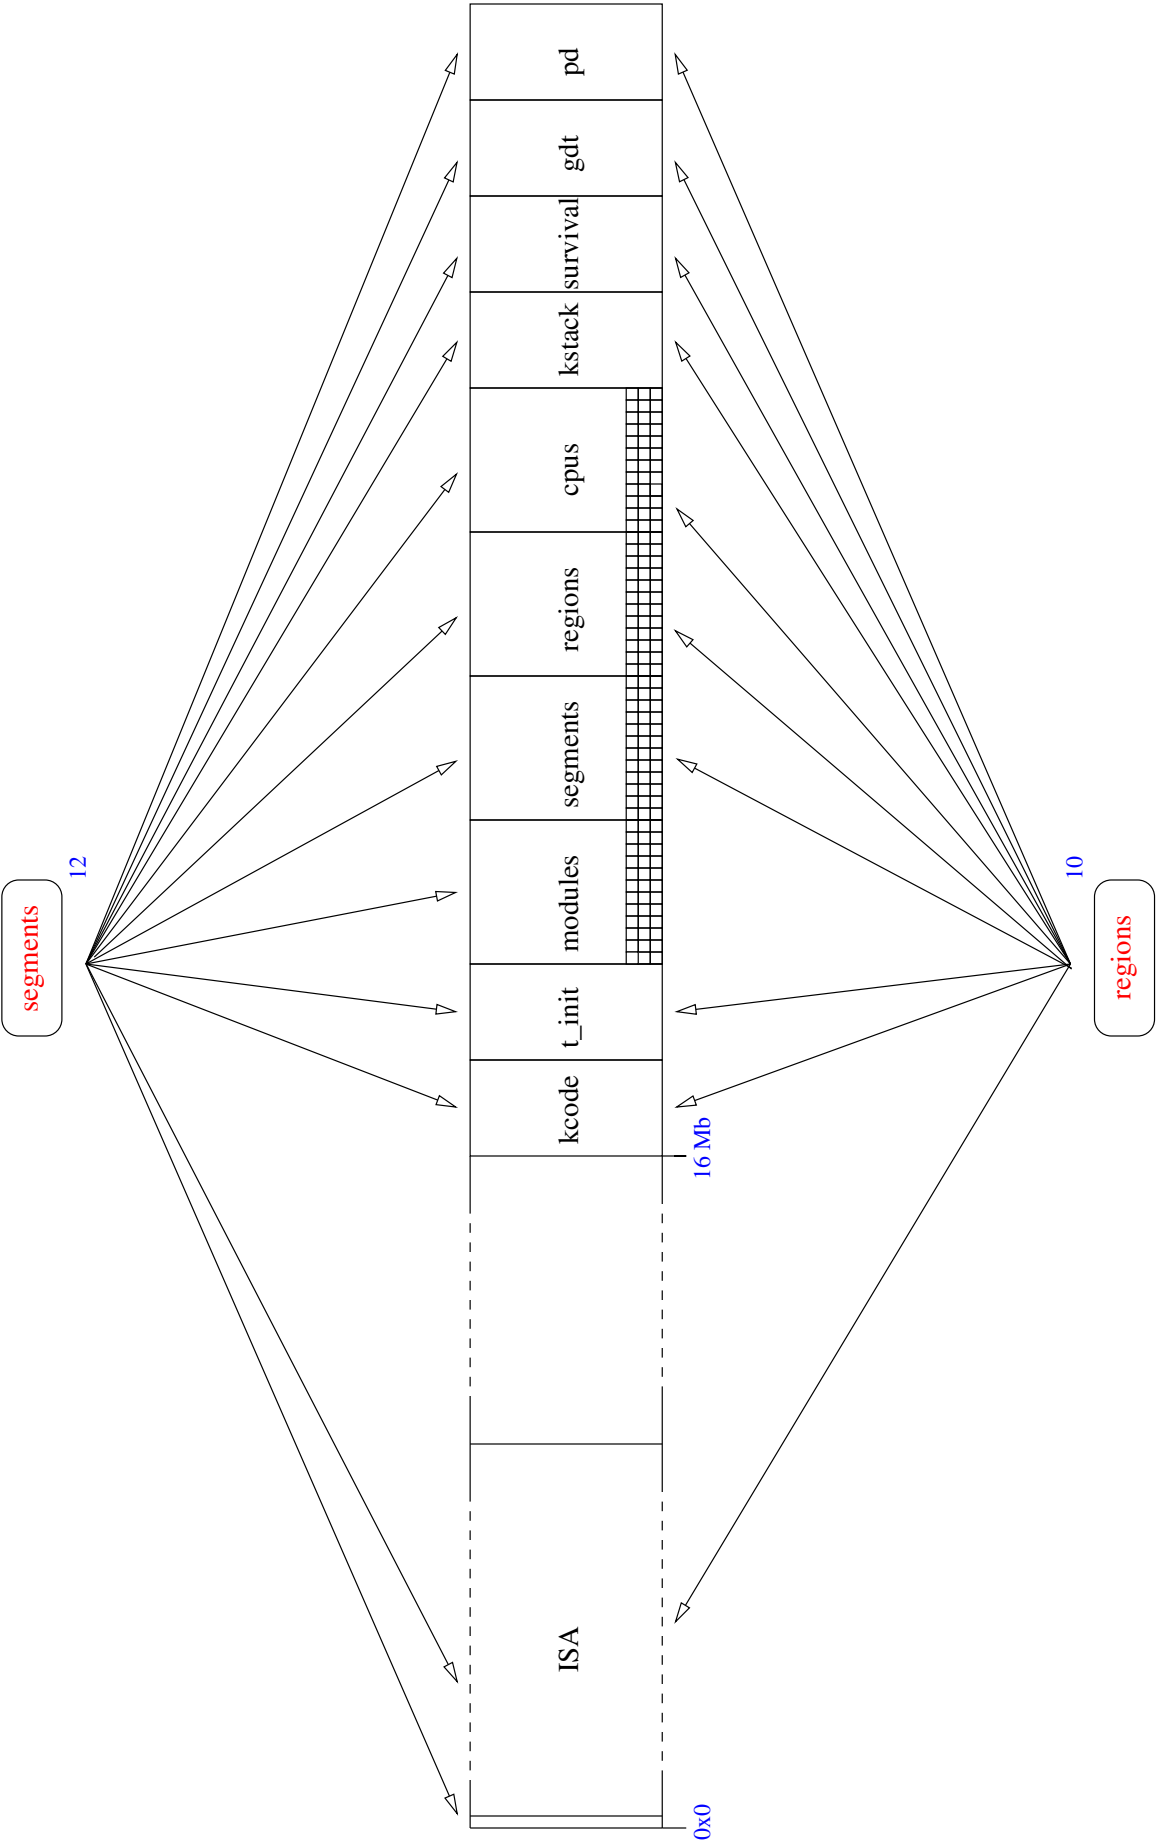 segments
12
0x0
ISA
16 Mb
kcode
t_init
modules
segments
regions
cpus
kstack
survival
gdt
pd
10
regions